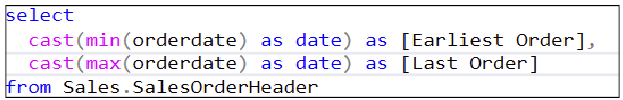 select
cast(min(orderdate) as date) as [Earliest Order],
cast(max(orderdate) as date) as [Last Order]
from Sales.SalesOrderHeader